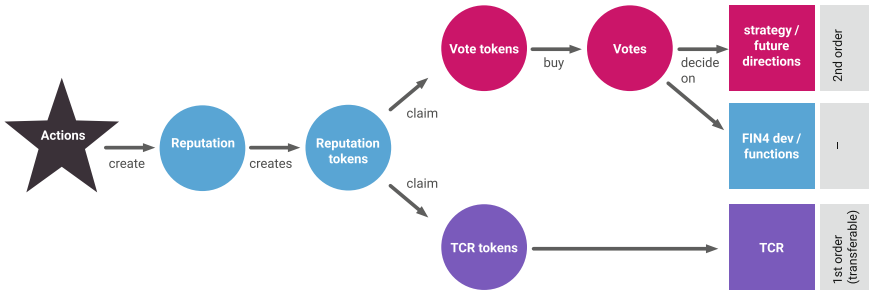 Actions
create
Reputation
creates
Reputation
tokens
claim
Vote tokens
buy
Votes
decide
on
strategy /
future
directions
2nd order
FIN4 dev /
functions
–
claim
TCR tokens
TCR
1st order
(transferable)